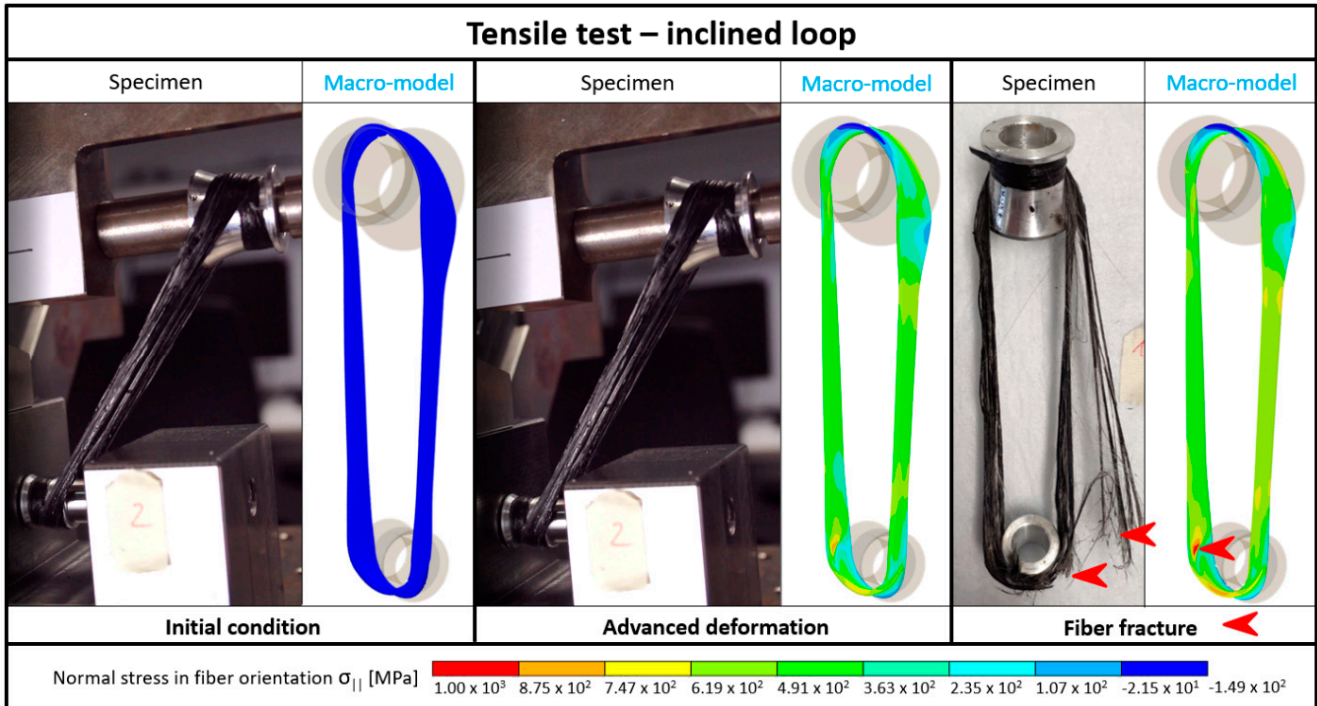 Tensile test – inclined loop
Specimen
Macro-model
Specimen
Macro-model
Specimen
Macro-model
2
2
Initial condition
Advanced deformation
Fiber fracture
Normal stress in fiber orientation σ|| [MPa]
1.00 x 10³ 8.75 x 10² 7.47 x 10² 6.19 x 10² 4.91 x 10² 3.63 x 10² 2.35 x 10² 1.07 x 10² -2.15 x 10¹ -1.49 x 10²